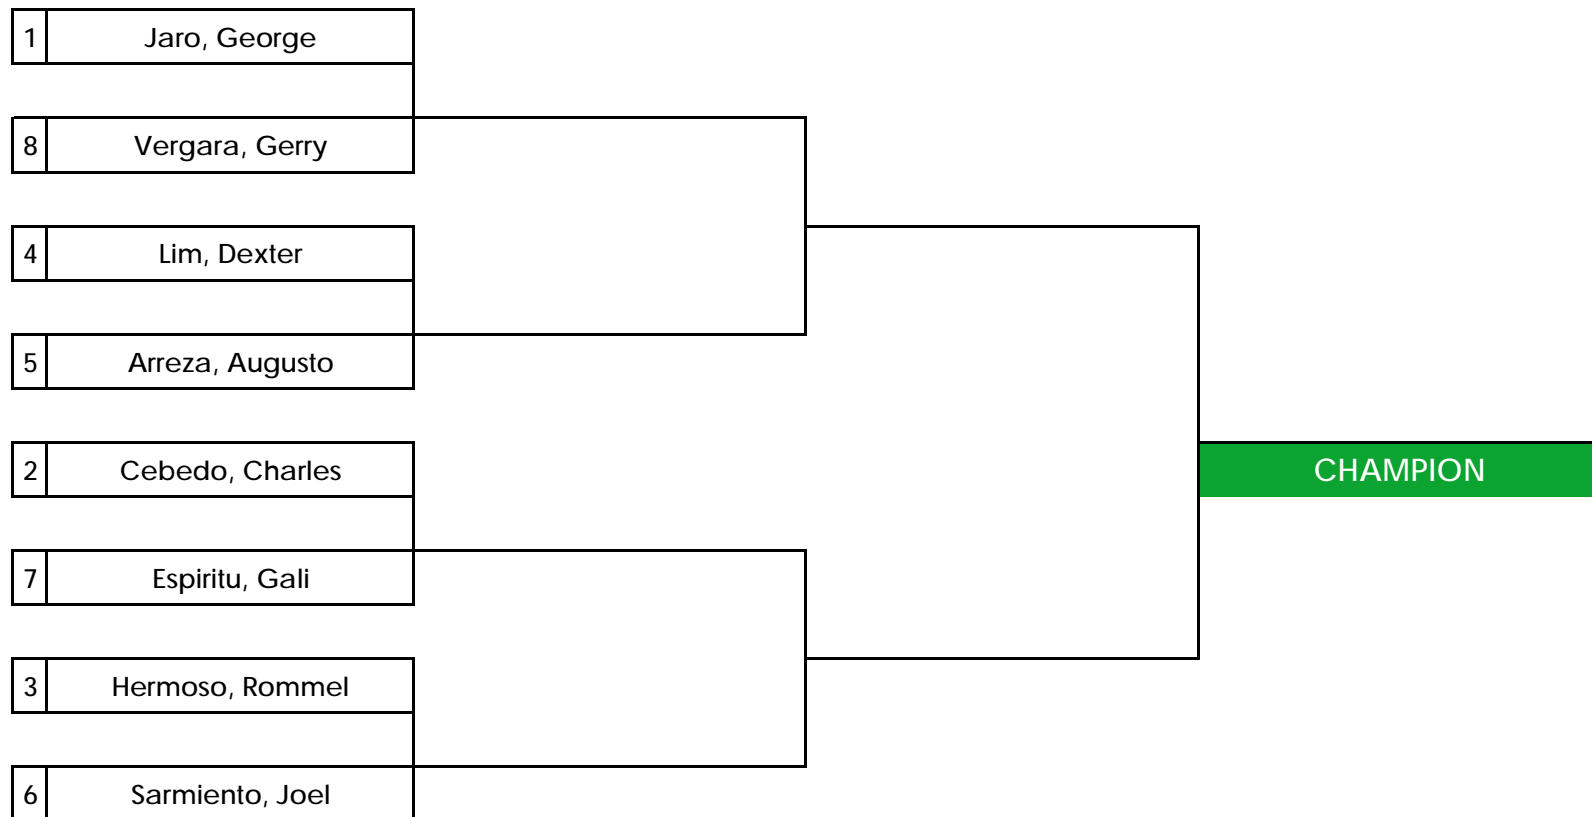 1 Jaro, George
8 Vergara, Gerry
4 Lim, Dexter
5 Arreza, Augusto
2 Cebedo, Charles
CHAMPION
7 Espiritu, Gali
3 Hermoso, Rommel
6 Sarmiento, Joel